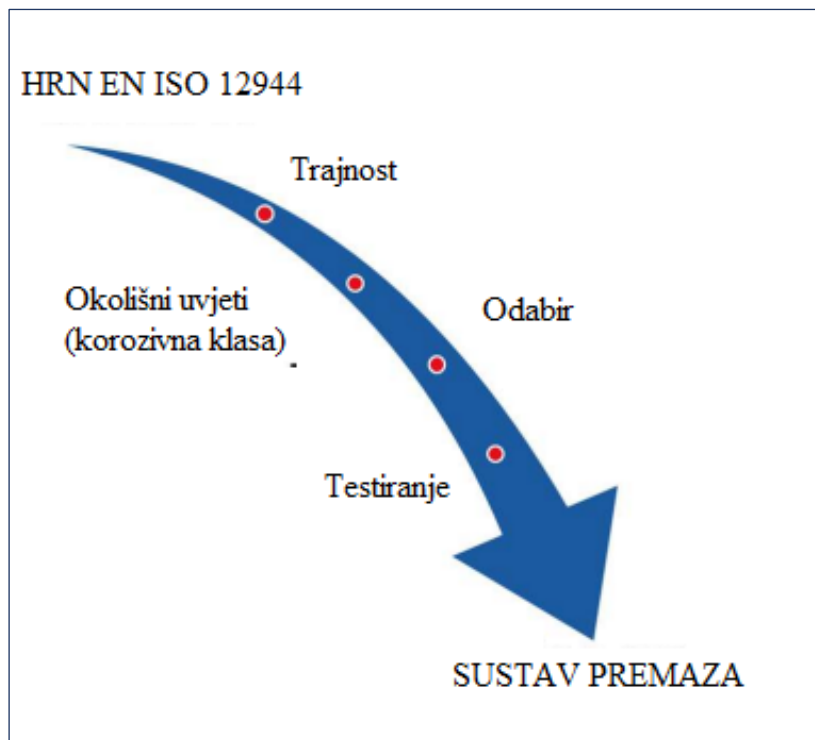 HRN EN ISO 12944
Trajnost
Okolišni uvjeti
(korozivna klasa)
Odabir
Testiranje
SUSTAV PREMAZA